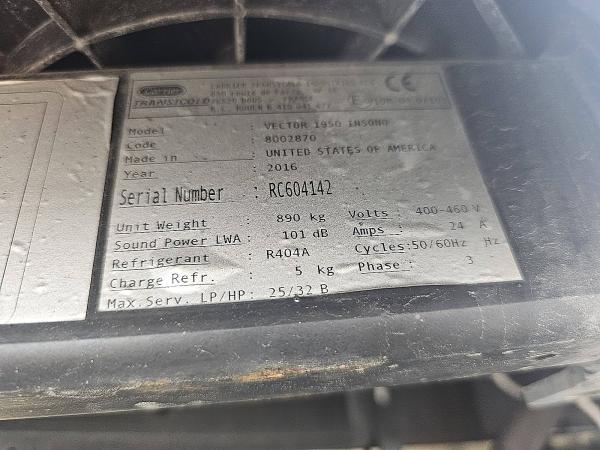 Carrier
TRANSICOLD
CE
Model : VECTOR 1950 INSONO
Code : 8002870
Made in : UNITED STATES OF AMERICA
Year : 2016
Serial Number : RC604142
Unit Weight : 890 kg Volts : 400-460 V
Sound Power LWA: 101 dB Amps : 24 A
Refrigerant : R404A Cycles:50/60Hz Hz
Charge Refr. : 5 kg Phase : 3
Max.Serv. LP/HP: 25/32 B